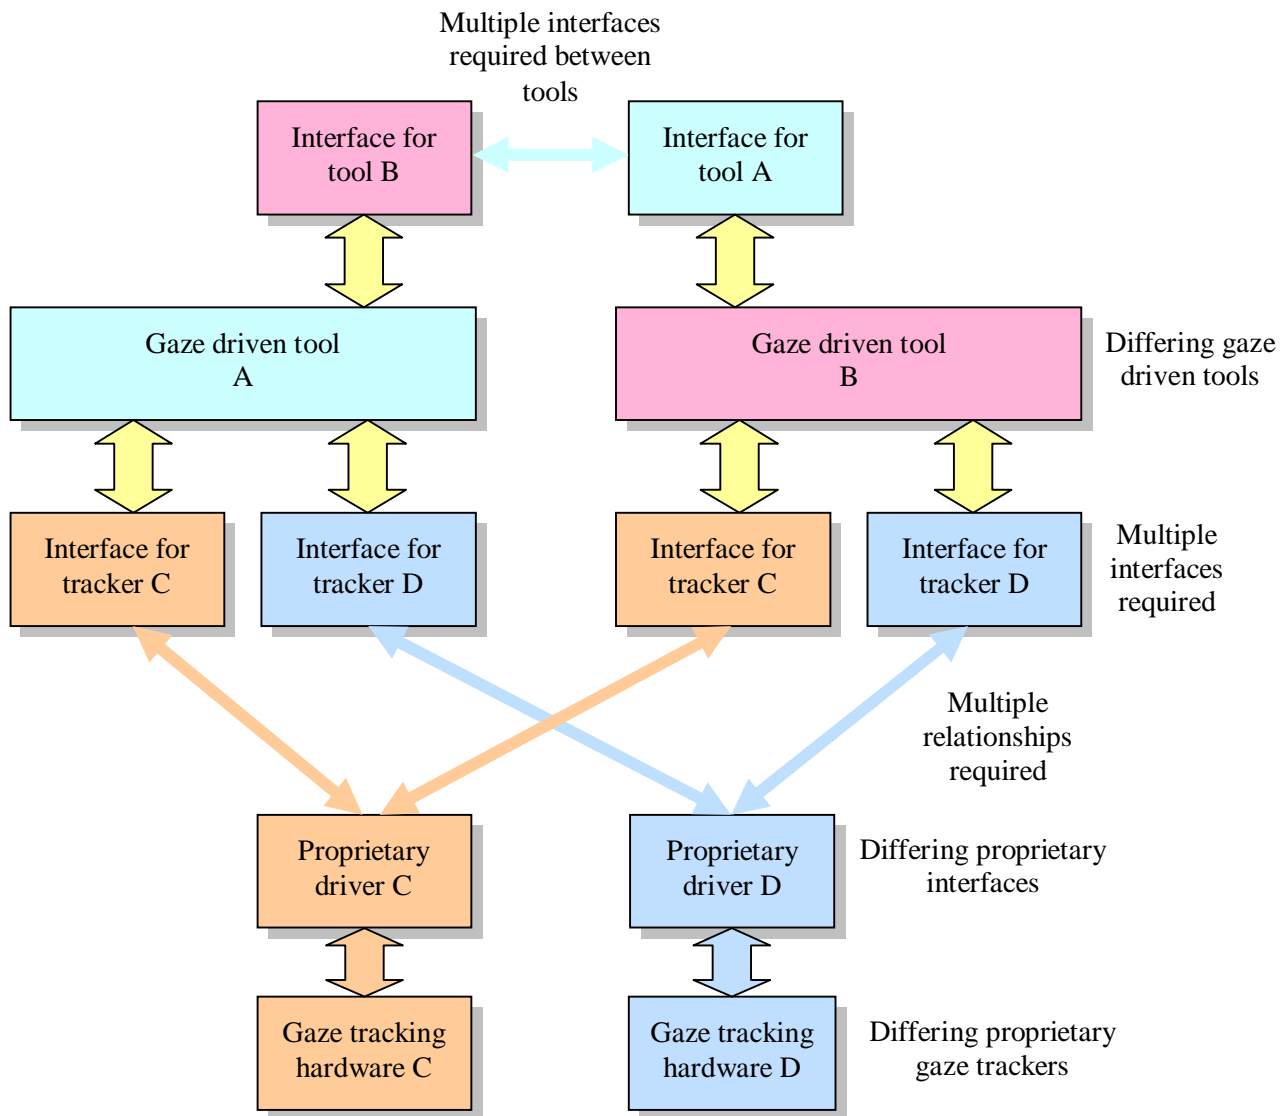 Multiple interfaces
required between
tools
Interface for
tool B
Interface for
tool A
Gaze driven tool
A
Gaze driven tool
B
Differing gaze
driven tools
Interface for
tracker C
Interface for
tracker D
Interface for
tracker C
Interface for
tracker D
Multiple
interfaces
required
Multiple
relationships
required
Proprietary
driver C
Proprietary
driver D
Differing proprietary
interfaces
Gaze tracking
hardware C
Gaze tracking
hardware D
Differing proprietary
gaze trackers